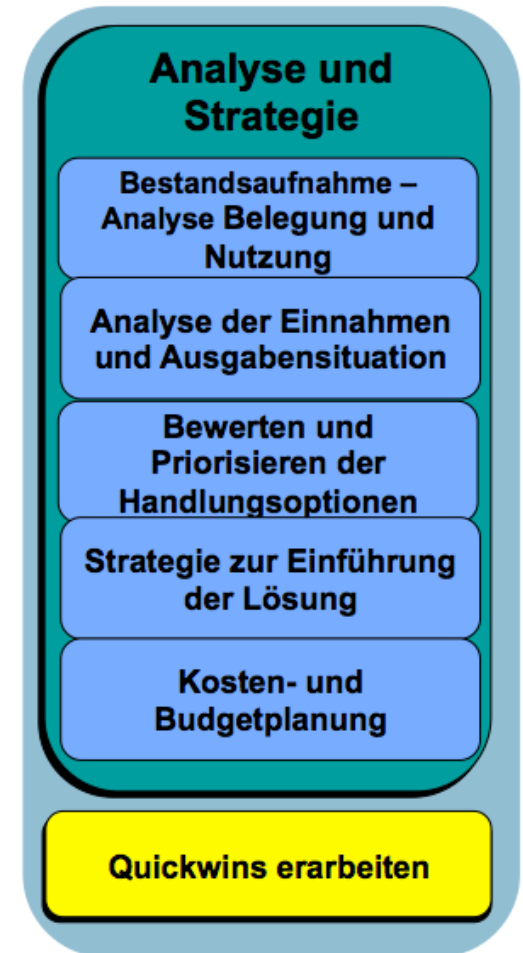 Analyse und
Strategie
Bestandsaufnahme –
Analyse Belegung und
Nutzung
Analyse der Einnahmen
und Ausgabensituation
Bewerten und
Priorisieren der
Handlungsoptionen
Strategie zur Einführung
der Lösung
Kosten- und
Budgetplanung
Quickwins erarbeiten